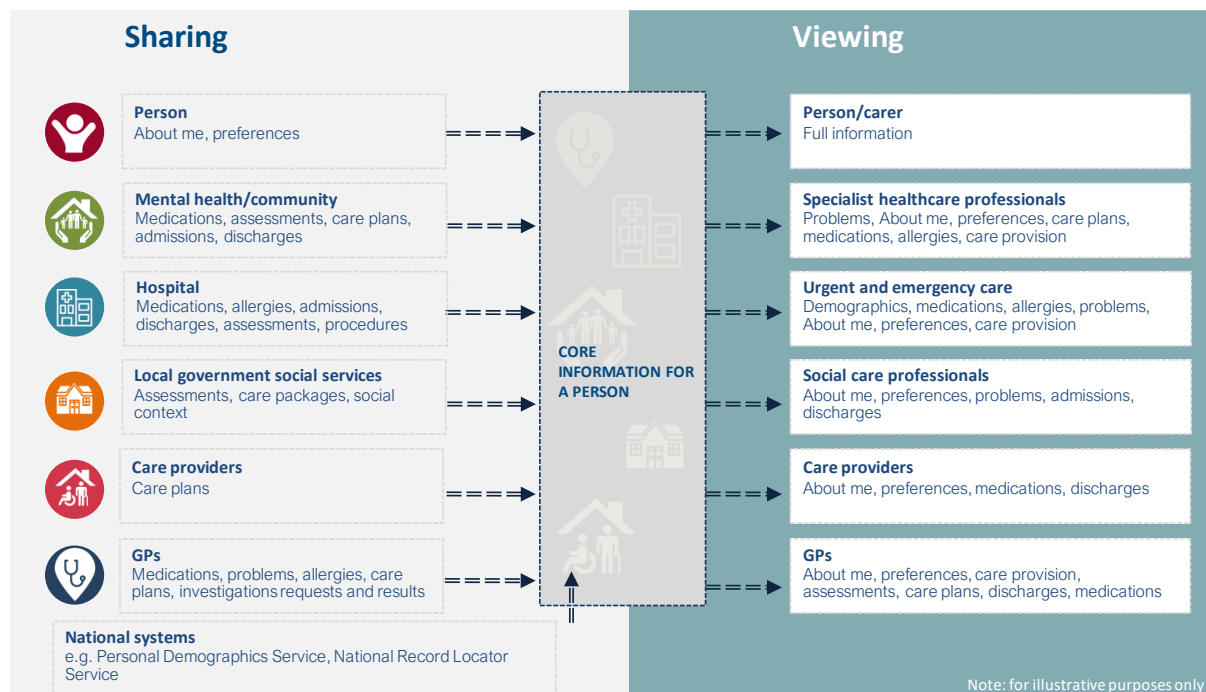 Sharing
Viewing
Person
About me, preferences
Mental health/community
Medications, assessments, care plans,
admissions, discharges
Hospital
Medications, allergies, admissions,
discharges, assessments, procedures
Local government social services
Assessments, care packages, social
context
Care providers
Care plans
GPs
Medications, problems, allergies, care
plans, investigations requests and results
National systems
e.g. Personal Demographics Service, National Record Locator
Service
CORE
INFORMATION FOR
A PERSON
Person/carer
Full information
Specialist healthcare professionals
Problems, About me, preferences, care plans,
medications, allergies, care provision
Urgent and emergency care
Demographics, medications, allergies, problems,
About me, preferences, care provision
Social care professionals
About me, preferences, problems, admissions,
discharges
Care providers
About me, preferences, medications, discharges
GPs
About me, preferences, care provision,
assessments, care plans, discharges, medications
Note: for illustrative purposes only